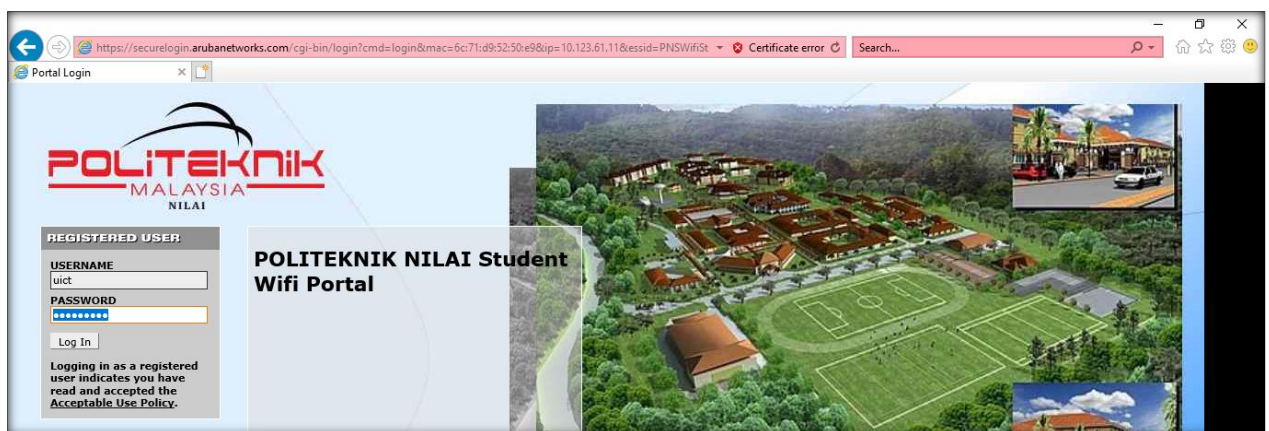 https://securelogin.arubanetworks.com/cgi-bin/login?cmd=login&mac=6c:71:d9:52:50:e9&ip=10.123.61.11&essid=PNSWifiSt
Certificate error
Search...
Portal Login
POLiTEKNiK
MALAYSIA
NILAI
REGISTERED USER
USERNAME
uict
PASSWORD
•••••••••
Log In
Logging in as a registered
user indicates you have
read and accepted the
Acceptable Use Policy.
POLITEKNIK NILAI Student
Wifi Portal